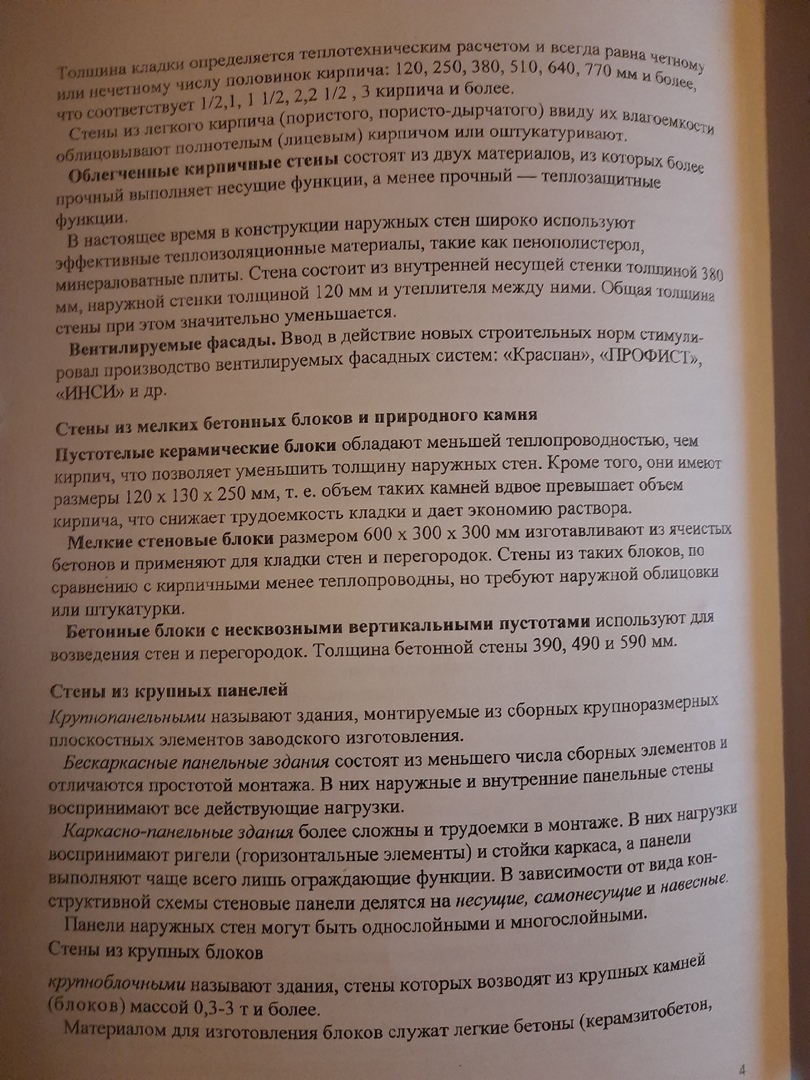 Толщина кладки определяется теплотехническим расчетом и всегда равна четному
или нечетному числу половинок кирпича: 120, 250, 380, 510, 640, 770 мм и более,
что соответствует 1/2,1, 1 1/2, 2,2 1/2 , 3 кирпича и более.
Стены из легкого кирпича (пористого, пористо-дырчатого) ввиду их влагоемкости
облицовывают полнотелым (лицевым) кирпичом или оштукатуривают.
Облегченные кирпичные стены состоят из двух материалов, из которых более
прочный выполняет несущие функции, а менее прочный — теплозащитные
функции.
В настоящее время в конструкции наружных стен широко используют
эффективные теплоизоляционные материалы, такие как пенополистерол,
минераловатные плиты. Стена состоит из внутренней несущей стенки толщиной 380
мм, наружной стенки толщиной 120 мм и утеплителя между ними. Общая толщина
стены при этом значительно уменьшается.
Вентилируемые фасады. Ввод в действие новых строительных норм стимули-
ровал производство вентилируемых фасадных систем: «Краспан», «ПРОФИСТ»,
«ИНСИ» и др.
Стены из мелких бетонных блоков и природного камня
Пустотелые керамические блоки обладают меньшей теплопроводностью, чем
кирпич, что позволяет уменьшить толщину наружных стен. Кроме того, они имеют
размеры 120 х 130 х 250 мм, т. е. объем таких камней вдвое превышает объем
кирпича, что снижает трудоемкость кладки и дает экономию раствора.
Мелкие стеновые блоки размером 600 х 300 х 300 мм изготавливают из ячеистых
бетонов и применяют для кладки стен и перегородок. Стены из таких блоков, по
сравнению с кирпичными менее теплопроводны, но требуют наружной облицовки
или штукатурки.
Бетонные блоки с несквозными вертикальными пустотами используют для
возведения стен и перегородок. Толщина бетонной стены 390, 490 и 590 мм.
Стены из крупных панелей
Крупнопанельными называют здания, монтируемые из сборных крупноразмерных
плоскостных элементов заводского изготовления.
Бескаркасные панельные здания состоят из меньшего числа сборных элементов и
отличаются простотой монтажа. В них наружные и внутренние панельные стены
воспринимают все действующие нагрузки.
Каркасно-панельные здания более сложны и трудоемки в монтаже. В них нагрузки
воспринимают ригели (горизонтальные элементы) и стойки каркаса, а панели
выполняют чаще всего лишь ограждающие функции. В зависимости от вида кон-
структивной схемы стеновые панели делятся на несущие, самонесущие и навесные.
Панели наружных стен могут быть однослойными и многослойными.
Стены из крупных блоков
крупноблочными называют здания, стены которых возводят из крупных камней
(блоков) массой 0,3-3 т и более.
Материалом для изготовления блоков служат легкие бетоны (керамзитобетон,
4